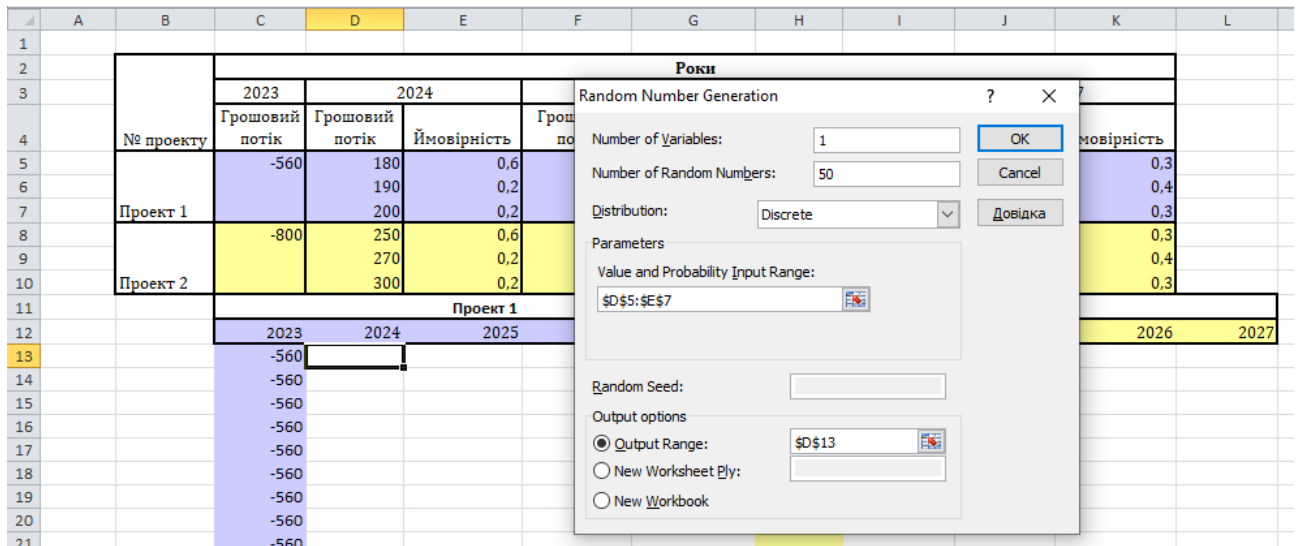 A B C D E F G H I J K L
1
2 Роки
3 2023 2024 7
4 № проекту Грошовий потік Грошовий потік Ймовірність Грош по мовірність
5 -560 180 0,6 0,3
6 190 0,2 0,4
7 Проект 1 200 0,2 0,3
8 -800 250 0,6 0,3
9 270 0,2 0,4
10 Проект 2 300 0,2 0,3
11 Проект 1
12 2023 2024 2025 2026 2027
13 -560
14 -560
15 -560
16 -560
17 -560
18 -560
19 -560
20 -560
21 -560
Random Number Generation ? ×
Number of Variables: 1 OK
Number of Random Numbers: 50 Cancel
Distribution: Discrete Довідка
Parameters
Value and Probability Input Range:
$D$5:$E$7
Random Seed:
Output options
Output Range: $D$13
New Worksheet Ply:
New Workbook